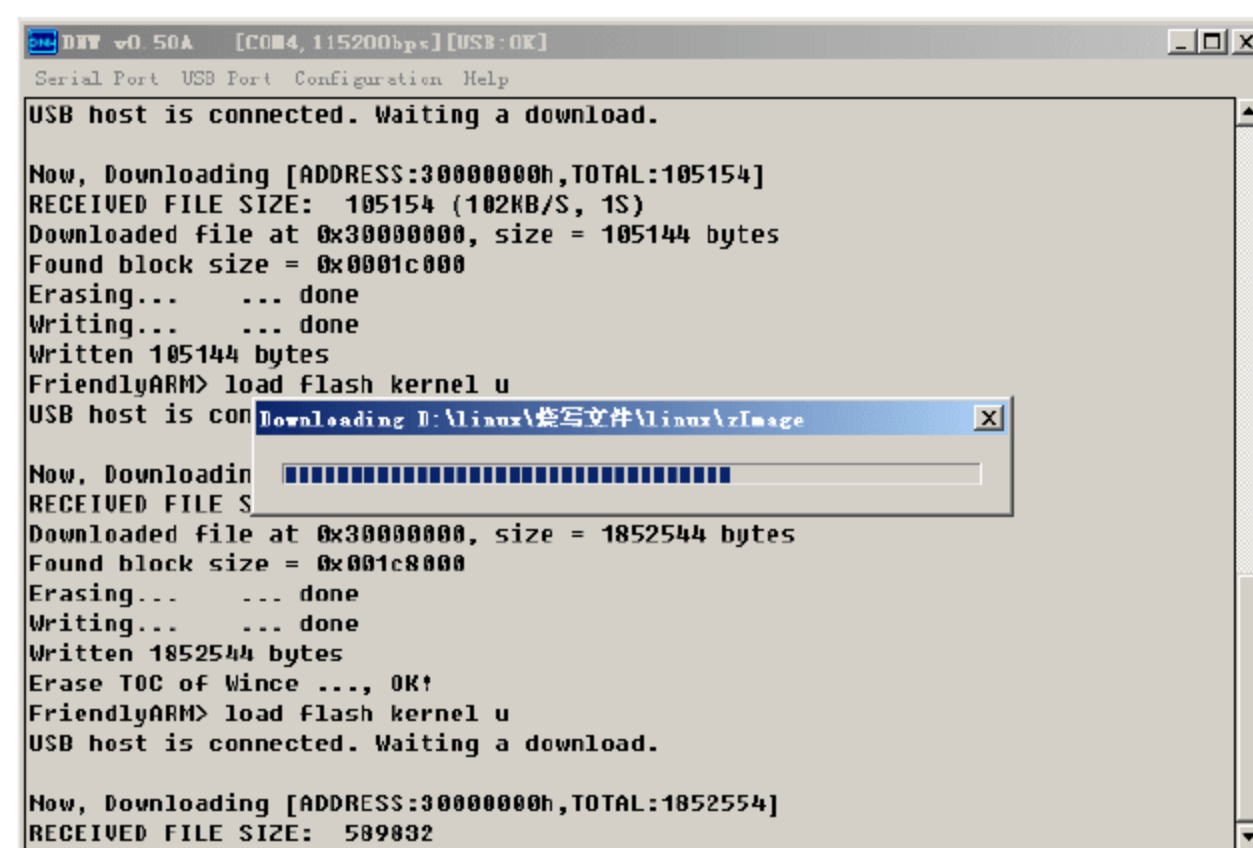 DNW v0.50A [COM4,115200bps][USB:OK]
Serial Port USB Port Configuration Help
USB host is connected. Waiting a download.
Now, Downloading [ADDRESS:30000000h,TOTAL:105154]
RECEIVED FILE SIZE: 105154 (102KB/S, 1S)
Downloaded file at 0x30000000, size = 105144 bytes
Found block size = 0x0001c000
Erasing... ... done
Writing... ... done
Written 105144 bytes
FriendlyARM> load flash kernel u
USB host is con
Downloading D:\linux\烧写文件\linux\zImage
Now, Downloadin
RECEIVED FILE S
Downloaded file at 0x30000000, size = 1852544 bytes
Found block size = 0x001c8000
Erasing... ... done
Writing... ... done
Written 1852544 bytes
Erase TOC of Wince ..., OK!
FriendlyARM> load flash kernel u
USB host is connected. Waiting a download.
Now, Downloading [ADDRESS:30000000h,TOTAL:1852554]
RECEIVED FILE SIZE: 589832